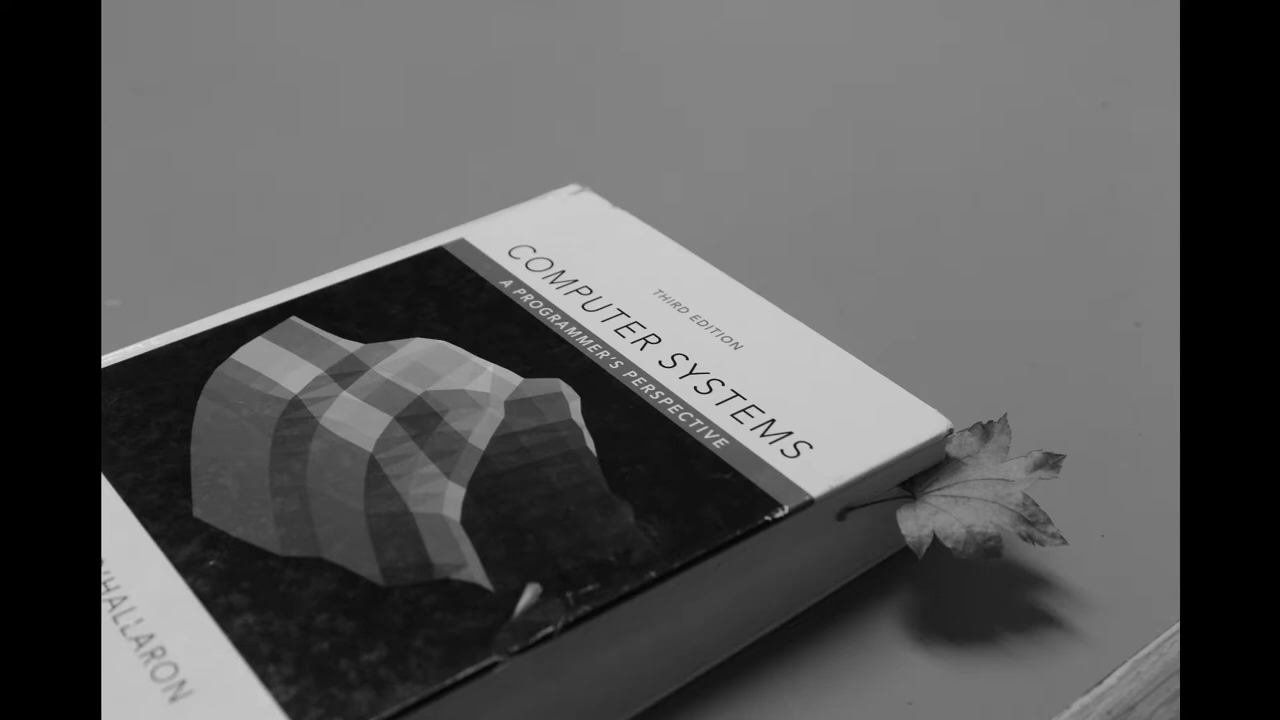 THIRD EDITION
COMPUTER SYSTEMS
A PROGRAMMER'S PERSPECTIVE
HALLARON